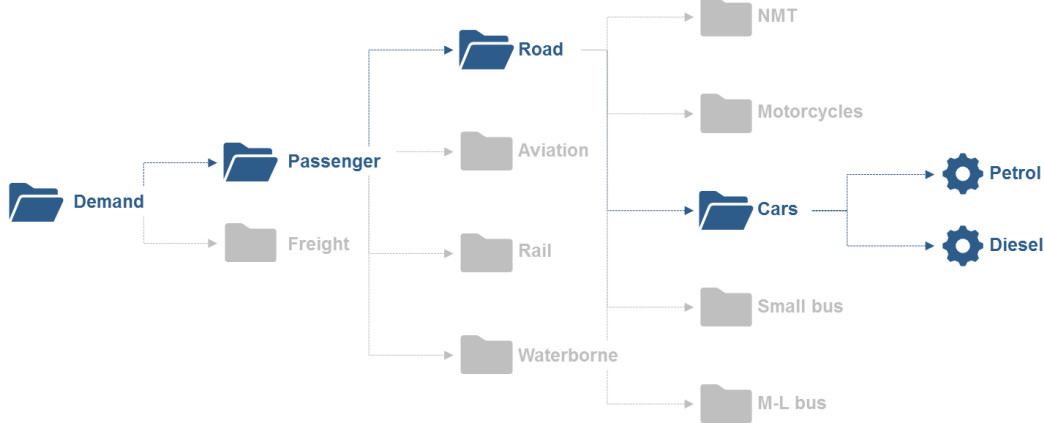 NMT
Road
Motorcycles
Aviation
Passenger
Petrol
Demand
Cars
Freight
Diesel
Rail
Small bus
Waterborne
M-L bus